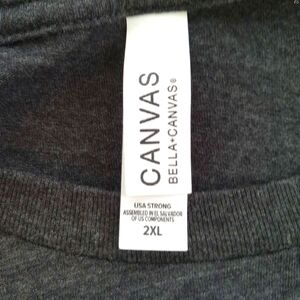 CANVAS
BELLA+CANVAS®
USA STRONG
ASSEMBLED IN EL SALVADOR
OF US COMPONENTS
2XL